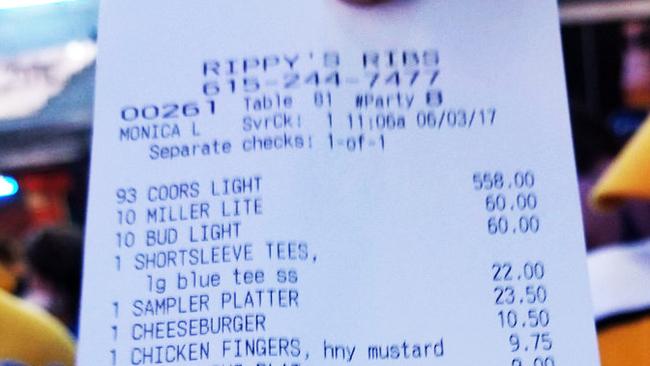 RIPPY'S RIBS
615-244-7477
00261 Table 81 #Party 8
MONICA L SvrCk: 1 11:06a 06/03/17
Separate checks: 1-of-1
93 COORS LIGHT 558.00
10 MILLER LITE 60.00
10 BUD LIGHT 60.00
1 SHORTSLEEVE TEES,
lg blue tee ss 22.00
1 SAMPLER PLATTER 23.50
1 CHEESEBURGER 10.50
1 CHICKEN FINGERS, hny mustard 9.75